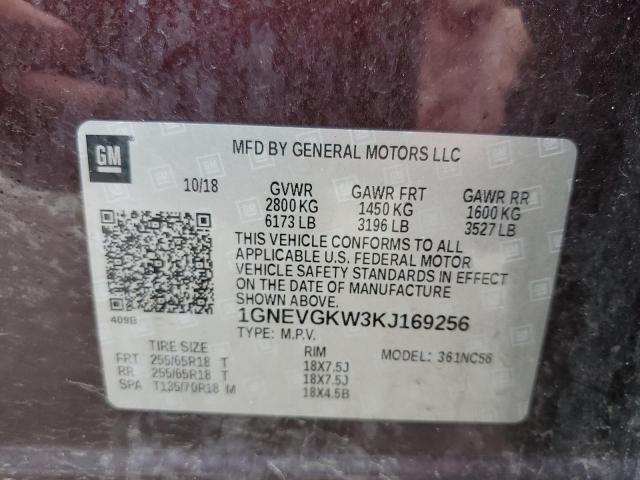 GM
MFD BY GENERAL MOTORS LLC
10/18 GVWR GAWR FRT GAWR RR
2800 KG 1450 KG 1600 KG
6173 LB 3196 LB 3527 LB
THIS VEHICLE CONFORMS TO ALL
APPLICABLE U.S. FEDERAL MOTOR
VEHICLE SAFETY STANDARDS IN EFFECT
ON THE DATE OF MANUFACTURE
SHOWN ABOVE.
409B 1GNEVGKW3KJ169256
TYPE: M.P.V.
TIRE SIZE RIM MODEL: 361NC56
FRT 255/65R18 T 18X7.5J
RR 255/65R18 T 18X7.5J
SPA T135/70R18 M 18X4.5B